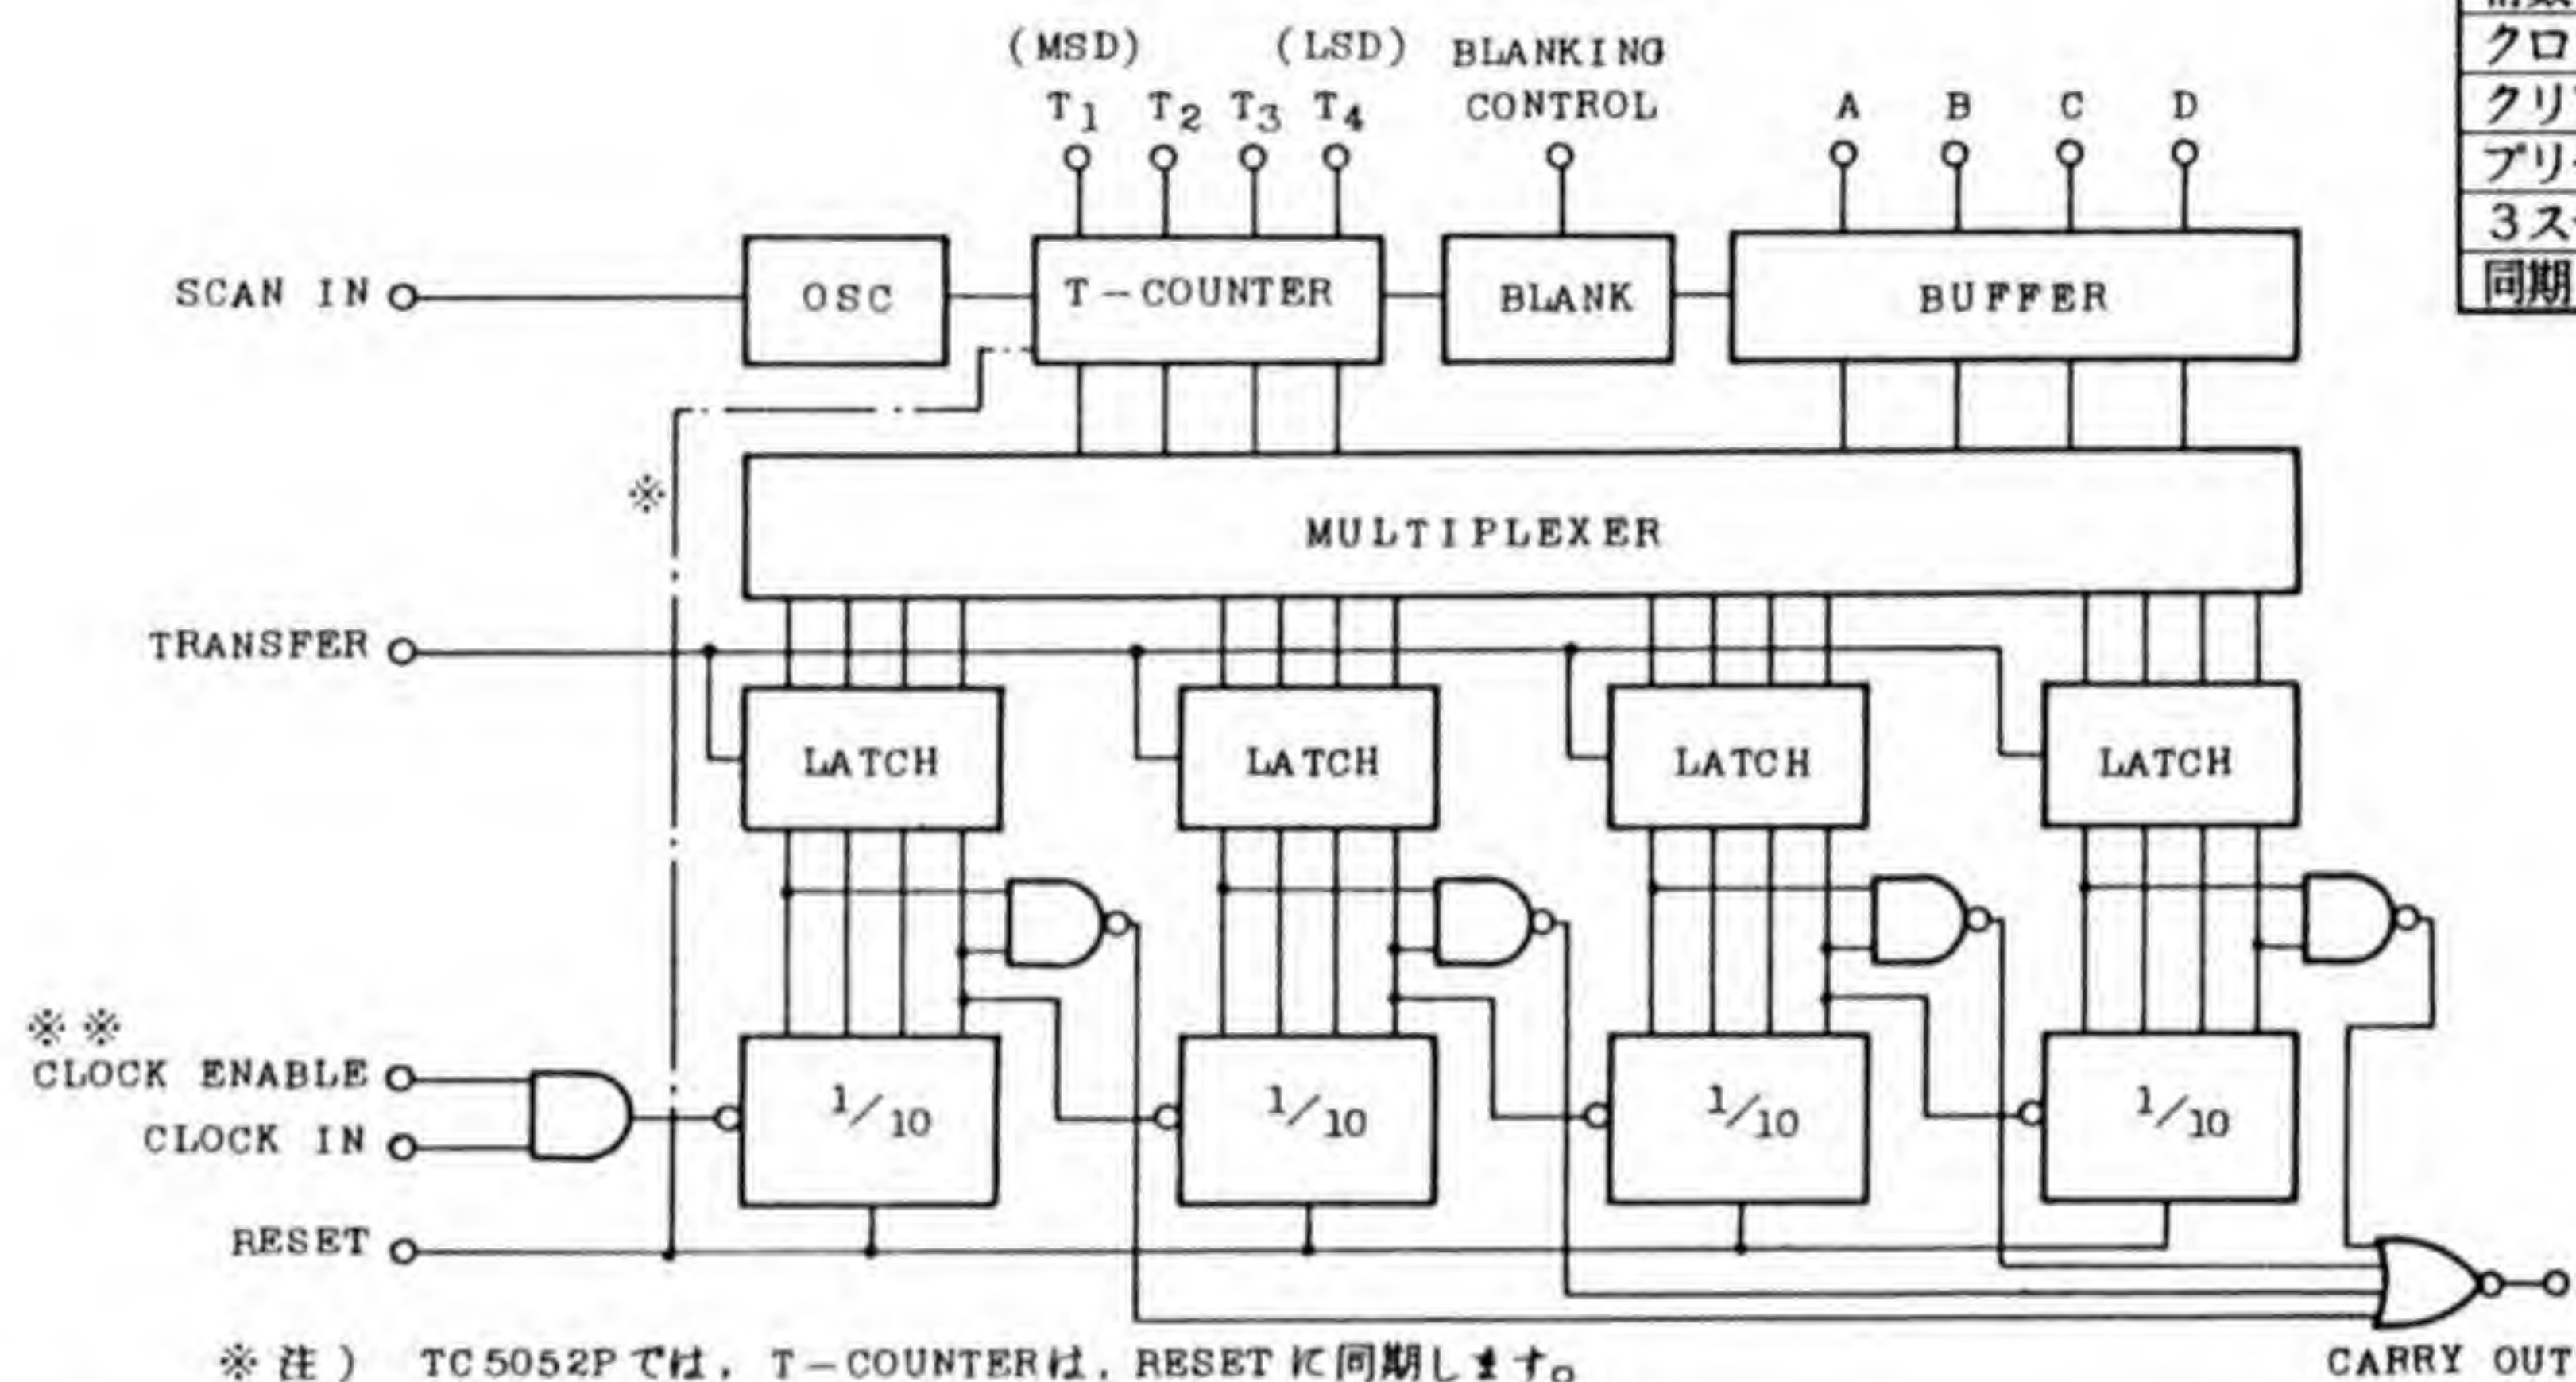 (MSD) (LSD) BLANKING
T1 T2 T3 T4 CONTROL A B C D
クロ
クリ
プリ
3ス
同期
SCAN IN OSC T-COUNTER BLANK BUFFER
※
MULTIPLEXER
TRANSFER
LATCH LATCH LATCH LATCH
※※
CLOCK ENABLE
CLOCK IN
1/10 1/10 1/10 1/10
RESET
CARRY OUT
※注) TC5052Pでは, T-COUNTERは, RESETに同期します。